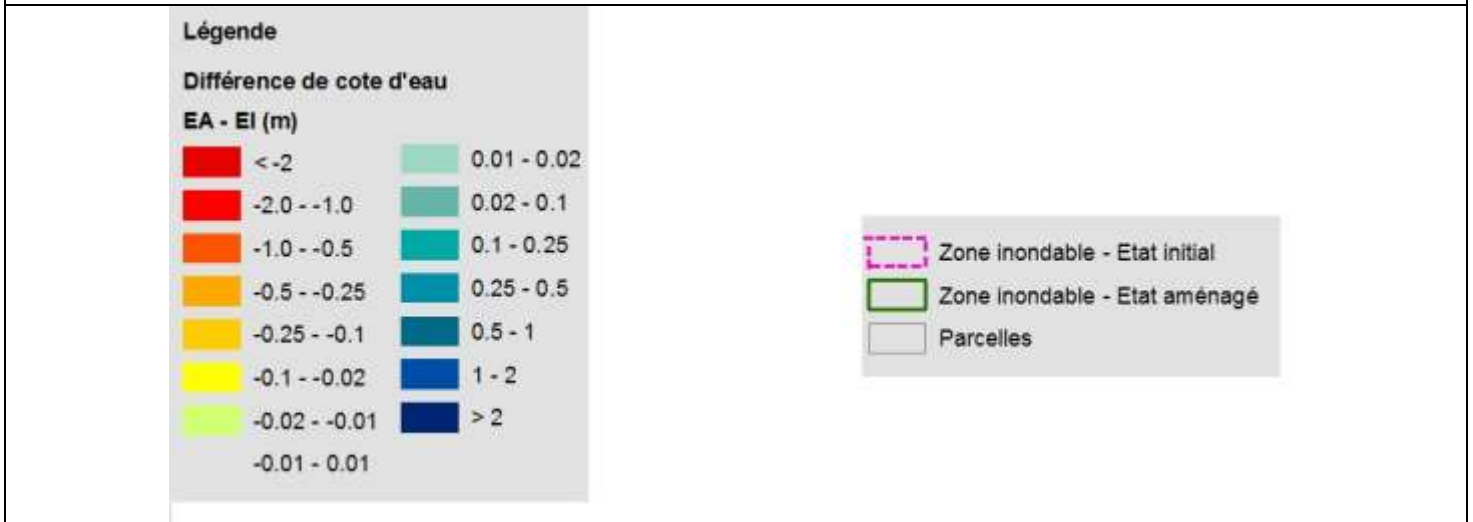 Légende
Différence de cote d'eau
EA - EI (m)
< -2
-2.0 - -1.0
-1.0 - -0.5
-0.5 - -0.25
-0.25 - -0.1
-0.1 - -0.02
-0.02 - -0.01
-0.01 - 0.01
0.01 - 0.02
0.02 - 0.1
0.1 - 0.25
0.25 - 0.5
0.5 - 1
1 - 2
> 2
Zone inondable - Etat initial
Zone inondable - Etat aménagé
Parcelles